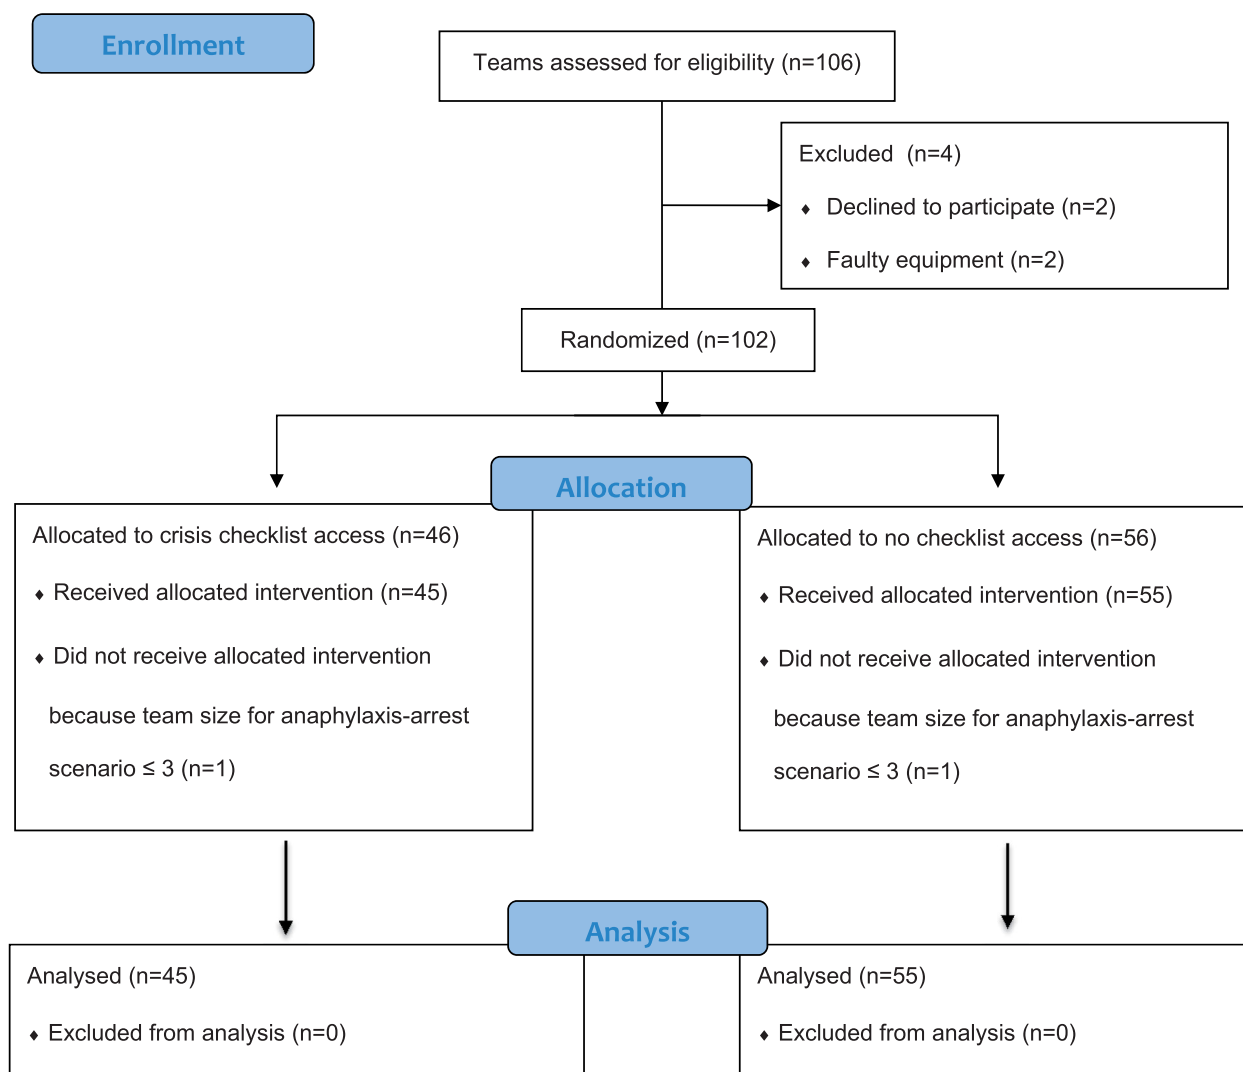 Enrollment
Teams assessed for eligibility (n=106)
Excluded  (n=4)
♦ Declined to participate (n=2)
♦ Faulty equipment (n=2)
Randomized (n=102)
Allocation
Allocated to crisis checklist access (n=46)
♦ Received allocated intervention (n=45)
♦ Did not receive allocated intervention
because team size for anaphylaxis-arrest
scenario ≤ 3 (n=1)
Allocated to no checklist access (n=56)
♦ Received allocated intervention (n=55)
♦ Did not receive allocated intervention
because team size for anaphylaxis-arrest
scenario ≤ 3 (n=1)
Analysis
Analysed (n=45)
♦ Excluded from analysis (n=0)
Analysed (n=55)
♦ Excluded from analysis (n=0)